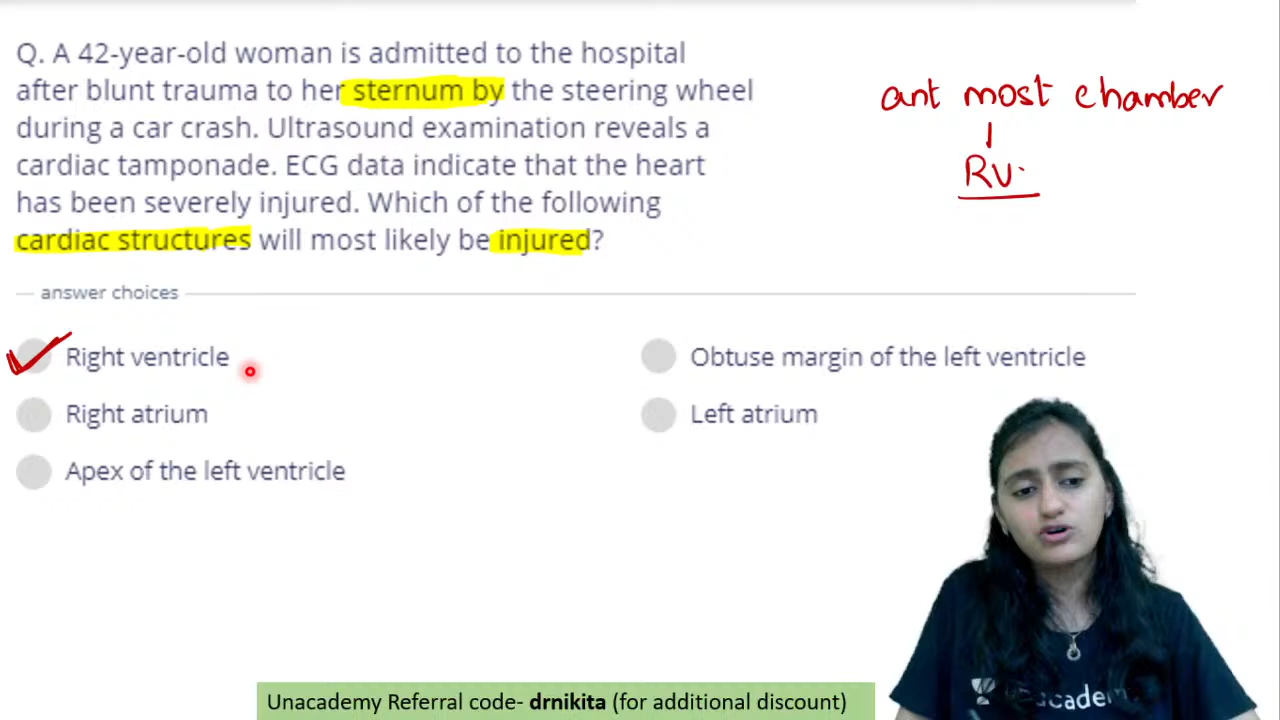 Q. A 42-year-old woman is admitted to the hospital
after blunt trauma to her sternum by the steering wheel
during a car crash. Ultrasound examination reveals a
cardiac tamponade. ECG data indicate that the heart
has been severely injured. Which of the following
cardiac structures will most likely be injured?
ant most chamber
RV.
answer choices
Right ventricle
Obtuse margin of the left ventricle
Right atrium
Left atrium
Apex of the left ventricle
Unacademy Referral code- drnikita (for additional discount)